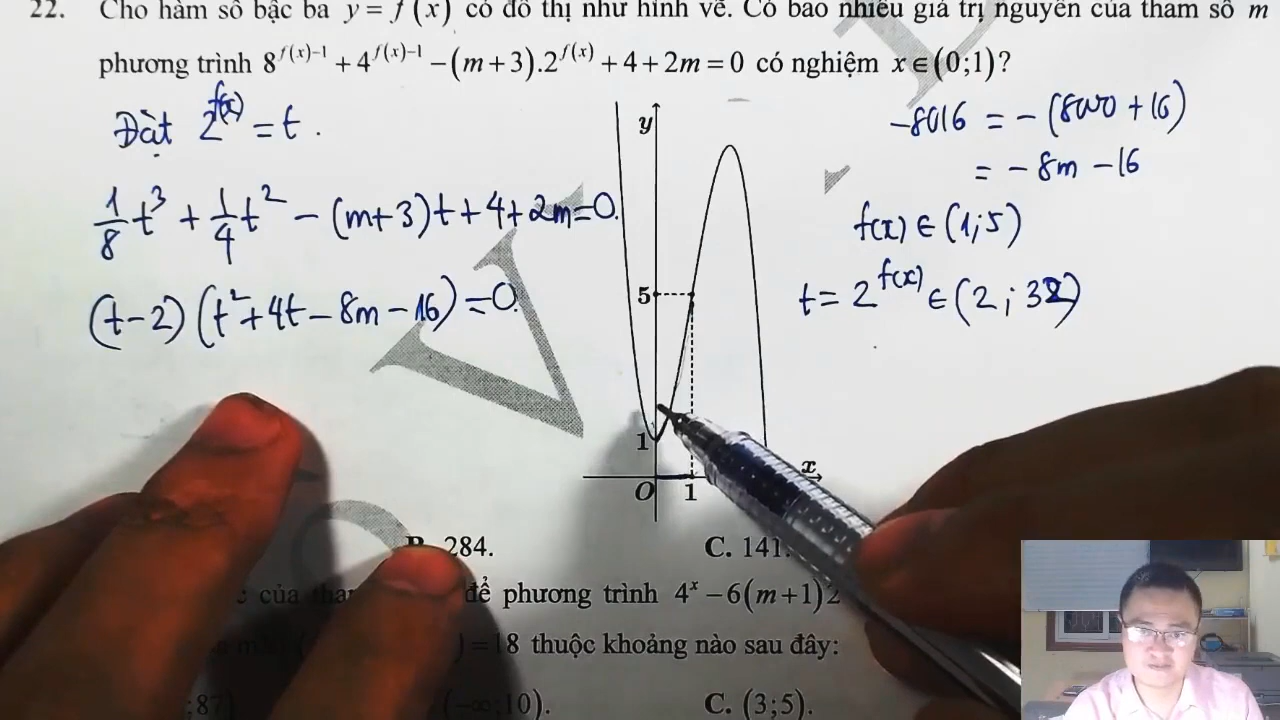 22. Cho hàm số bậc ba y = f(x) có đồ thị như hình vẽ. Có bao nhiêu giá trị nguyên của tham số m
phương trình 8^{f(x)-1} + 4^{f(x)-1} - (m+3).2^{f(x)} + 4 + 2m = 0 có nghiệm x ∈ (0;1)?
Đặt 2^{f(x)} = t.
1/8 t^3 + 1/4 t^2 - (m+3)t + 4 + 2m = 0.
(t-2)(t^2 + 4t - 8m - 16) = 0.
-8016 = -(8000 + 16)
= -8m - 16
f(x) ∈ (1;5)
t = 2^{f(x)} ∈ (2; 32)
y
5
1
x
O 1
284. C. 141.
của để phương trình 4^x - 6(m+1)2
)=18 thuộc khoảng nào sau đây:
;87) (-∞;10). C. (3;5).